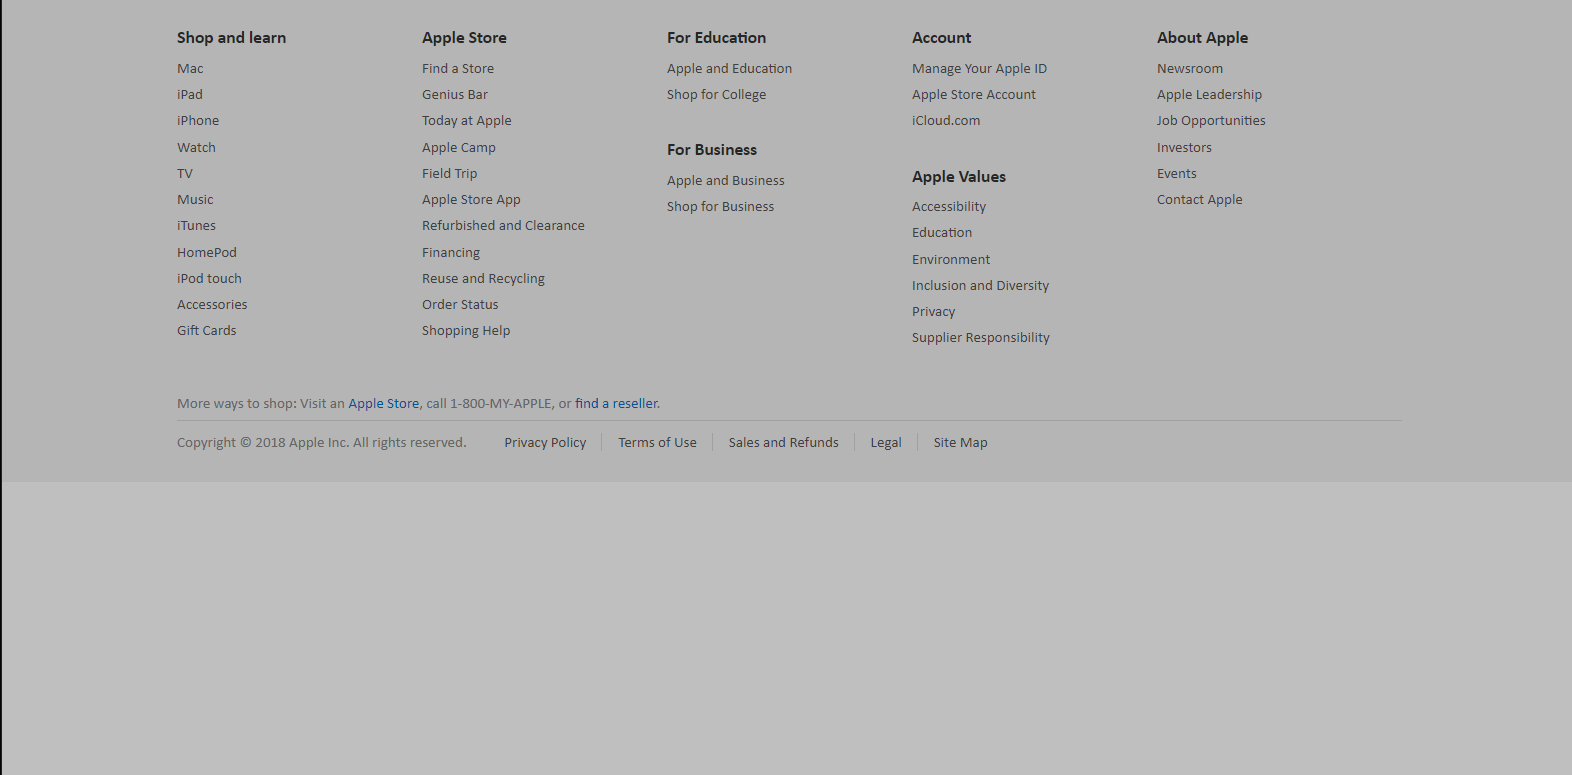 Shop and learn
Mac
iPad
iPhone
Watch
TV
Music
iTunes
HomePod
iPod touch
Accessories
Gift Cards
Apple Store
Find a Store
Genius Bar
Today at Apple
Apple Camp
Field Trip
Apple Store App
Refurbished and Clearance
Financing
Reuse and Recycling
Order Status
Shopping Help
For Education
Apple and Education
Shop for College
For Business
Apple and Business
Shop for Business
Account
Manage Your Apple ID
Apple Store Account
iCloud.com
Apple Values
Accessibility
Education
Environment
Inclusion and Diversity
Privacy
Supplier Responsibility
About Apple
Newsroom
Apple Leadership
Job Opportunities
Investors
Events
Contact Apple
More ways to shop: Visit an Apple Store, call 1-800-MY-APPLE, or find a reseller.
Copyright © 2018 Apple Inc. All rights reserved. Privacy Policy Terms of Use Sales and Refunds Legal Site Map